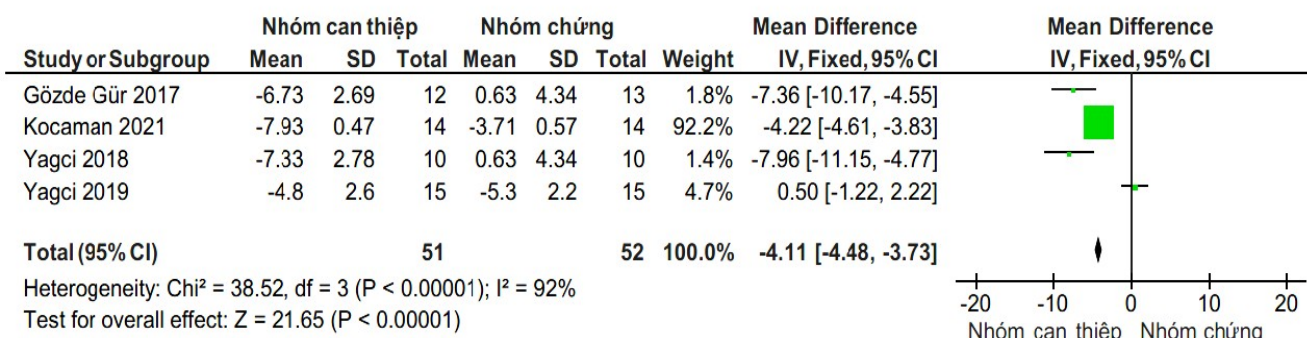 Nhóm can thiệp Nhóm chứng Mean Difference Mean Difference
Study or Subgroup Mean SD Total Mean SD Total Weight IV, Fixed, 95% CI IV, Fixed, 95% CI
Gözde Gür 2017 -6.73 2.69 12 0.63 4.34 13 1.8% -7.36 [-10.17, -4.55]
Kocaman 2021 -7.93 0.47 14 -3.71 0.57 14 92.2% -4.22 [-4.61, -3.83]
Yagci 2018 -7.33 2.78 10 0.63 4.34 10 1.4% -7.96 [-11.15, -4.77]
Yagci 2019 -4.8 2.6 15 -5.3 2.2 15 4.7% 0.50 [-1.22, 2.22]
Total (95% CI) 51 52 100.0% -4.11 [-4.48, -3.73]
Heterogeneity: Chi² = 38.52, df = 3 (P < 0.00001); I² = 92%
Test for overall effect: Z = 21.65 (P < 0.00001)
-20 -10 0 10 20
Nhóm can thiệp Nhóm chứng